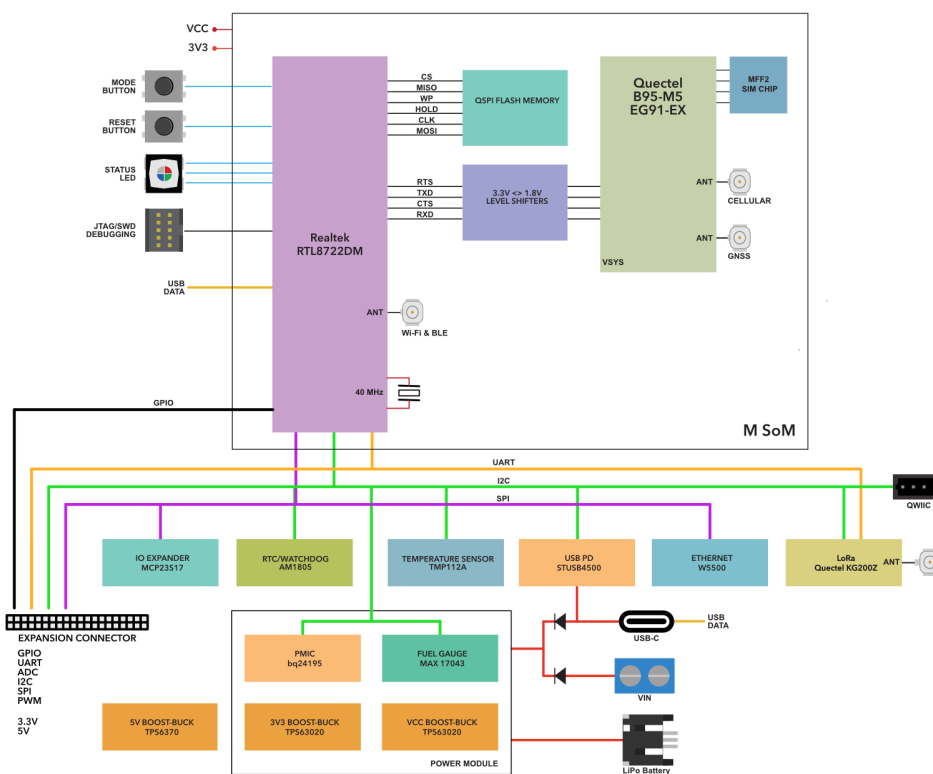 VCC
3V3
MODE
BUTTON
RESET
BUTTON
STATUS
LED
JTAG/SWD
DEBUGGING
USB
DATA
GPIO
Realtek
RTL8722DM
CS
MISO
WP
HOLD
CLK
MOSI
QSPI FLASH MEMORY
RTS
TXD
CTS
RXD
3.3V <> 1.8V
LEVEL SHIFTERS
Quectel
B95-M5
EG91-EX
VSYS
MFF2
SIM CHIP
ANT
CELLULAR
ANT
GNSS
ANT
Wi-Fi & BLE
40 MHz
M SoM
UART
I2C
SPI
QWIIC
IO EXPANDER
MCP23S17
RTC/WATCHDOG
AM1805
TEMPERATURE SENSOR
TMP112A
USB PD
STUSB4500
ETHERNET
W5500
LoRa
Quectel KG200Z
ANT
EXPANSION CONNECTOR
GPIO
UART
ADC
I2C
SPI
PWM
3.3V
5V
PMIC
bq24195
FUEL GAUGE
MAX 17043
USB-C
USB
DATA
VIN
5V BOOST-BUCK
TPS6370
3V3 BOOST-BUCK
TPS63020
VCC BOOST-BUCK
TPS63020
POWER MODULE
LiPo Battery